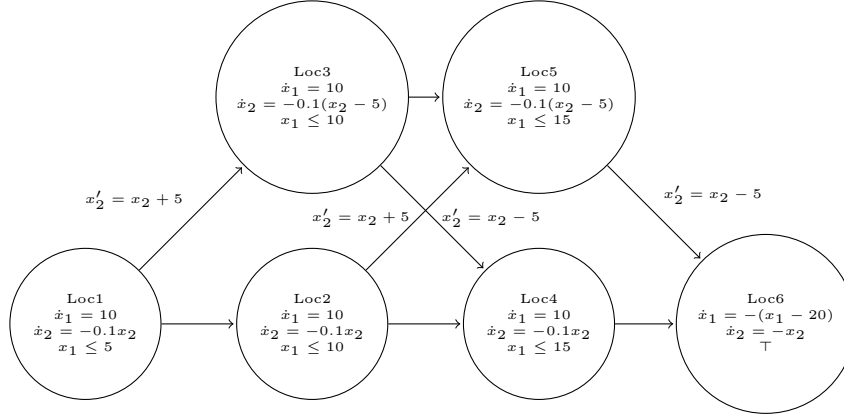 Loc3
ẋ₁ = 10
ẋ₂ = −0.1(x₂ − 5)
x₁ ≤ 10
Loc5
ẋ₁ = 10
ẋ₂ = −0.1(x₂ − 5)
x₁ ≤ 15
x′₂ = x₂ + 5
x′₂ = x₂ + 5
x′₂ = x₂ − 5
x′₂ = x₂ − 5
Loc1
ẋ₁ = 10
ẋ₂ = −0.1x₂
x₁ ≤ 5
Loc2
ẋ₁ = 10
ẋ₂ = −0.1x₂
x₁ ≤ 10
Loc4
ẋ₁ = 10
ẋ₂ = −0.1x₂
x₁ ≤ 15
Loc6
ẋ₁ = −(x₁ − 20)
ẋ₂ = −x₂
⊤